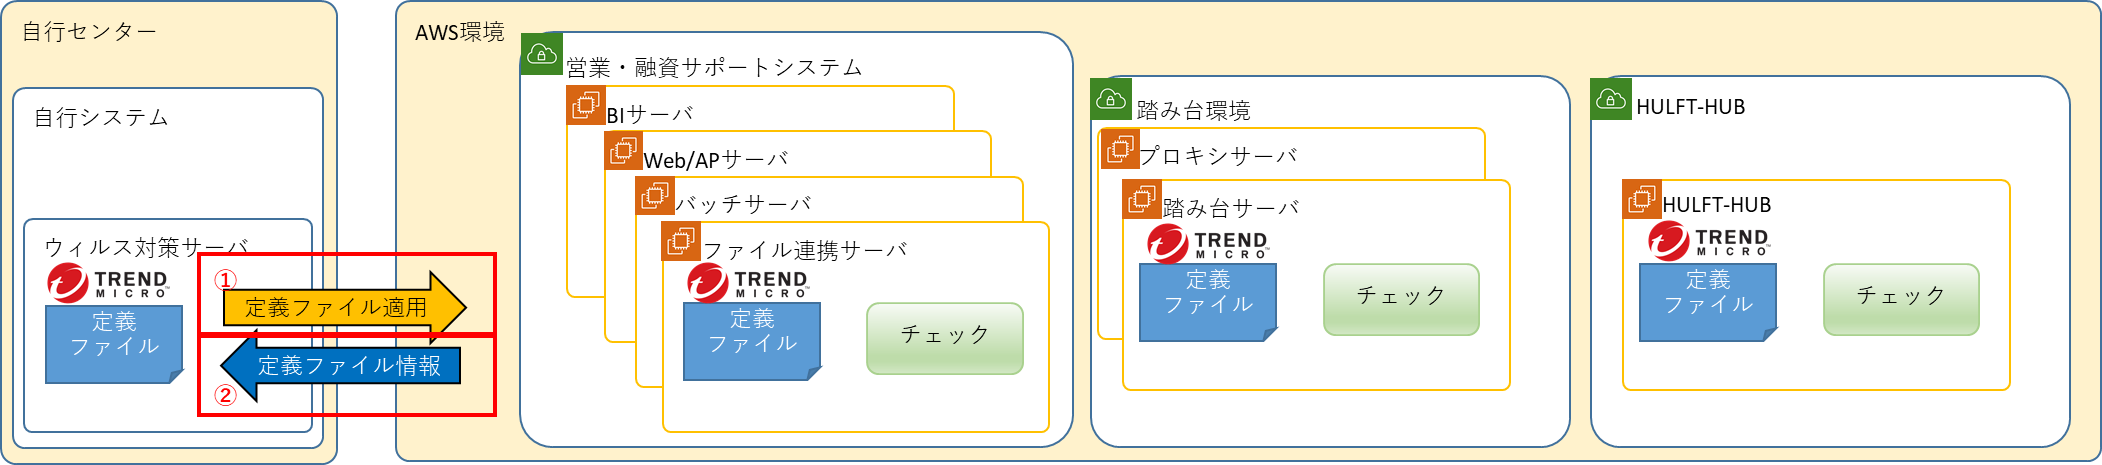 自行センター
自行システム
ウィルス対策サーバ
TREND
MICRO
定義
ファイル
①
定義ファイル適用
定義ファイル情報
②
AWS環境
営業・融資サポートシステム
BIサーバ
Web/APサーバ
バッチサーバ
ファイル連携サーバ
TREND
MICRO
定義
ファイル
チェック
踏み台環境
プロキシサーバ
踏み台サーバ
TREND
MICRO
定義
ファイル
チェック
HULFT-HUB
HULFT-HUB
TREND
MICRO
定義
ファイル
チェック